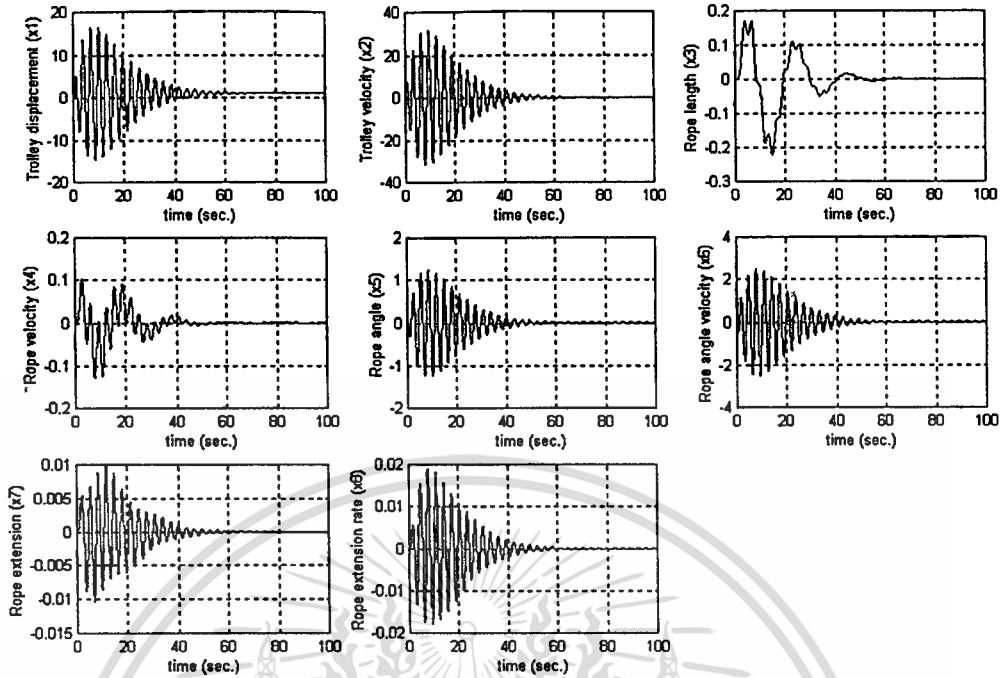 Trolley displacement (x1)
20
10
0
-10
20
0 20 40 60 80 100
time (sec.)
Trolley velocity (x2)
40
20
0
-20
-40
0 20 40 60 80 100
time (sec.)
Rope length (x3)
0.2
0.1
0
-0.1
-0.2
-0.3
0 20 40 60 80 100
time (sec.)
Rope velocity (x4)
0.2
0.1
0
-0.1
0.2
0 20 40 60 80 100
time (sec.)
Rope angle (x5)
2
1
0
-1
-2
0 20 40 60 80 100
time (sec.)
Rope angle velocity (x6)
4
2
0
-2
-4
0 20 40 60 80 100
time (sec.)
Rope extension (x7)
0.01
0.005
0
-0.005
-0.01
-0.015
0 20 40 60 80 100
time (sec.)
Rope extension rate (x8)
0.02
0.01
0
-0.01
-0.02
0 20 40 60 80 100
time (sec.)